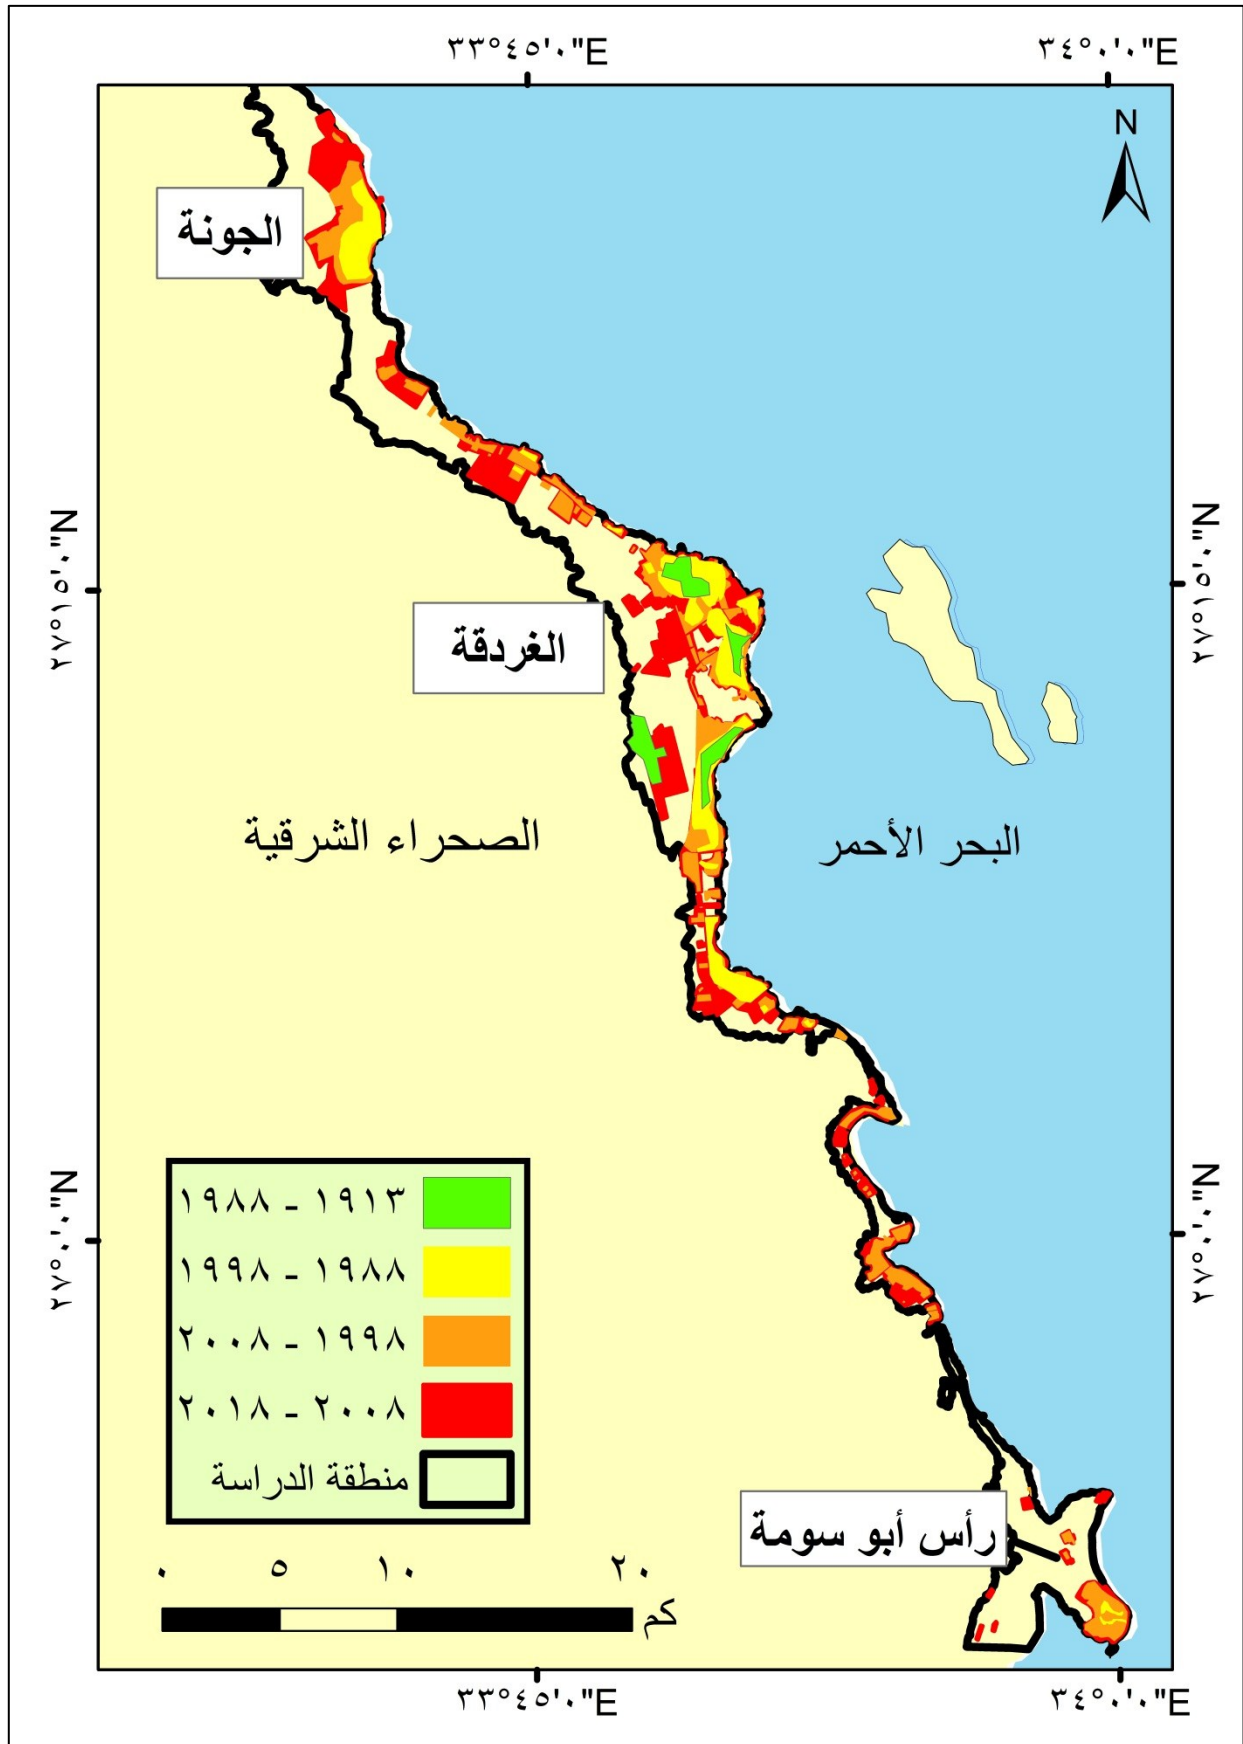 ٣٣°٤٥'٠"E
٣٤°٠'٠"E
N
الجونة
٢٧°١٥'٠"N
٢٧°١٥'٠"N
الغردقة
الصحراء الشرقية
البحر الأحمر
١٩١٣ - ١٩٨٨
١٩٨٨ - ١٩٩٨
١٩٩٨ - ٢٠٠٨
٢٠٠٨ - ٢٠١٨
منطقة الدراسة
٢٧°٠'٠"N
٢٧°٠'٠"N
رأس أبو سومة
٠ ٥ ١٠ ٢٠
كم
٣٣°٤٥'٠"E
٣٤°٠'٠"E